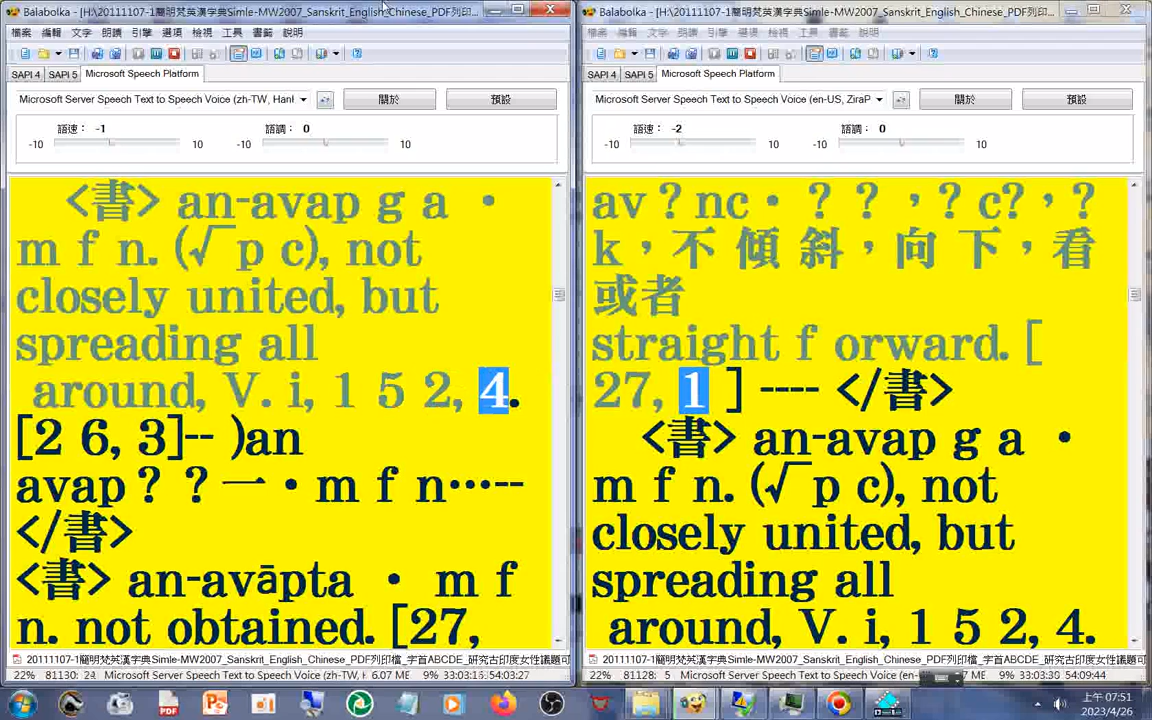 Balabolka - [H:\20111107-1簡明梵英漢字典Simle-MW2007_Sanskrit_English_Chinese_PDF列印...
檔案 編輯 文字 朗讀 引擎 選項 檢視 工具 書籤 說明
SAPI 4 SAPI 5 Microsoft Speech Platform
Microsoft Server Speech Text to Speech Voice (zh-TW, HanH
關於 預設
語速： -1 語調： 0
-10 10 -10 10
<書> an-avap g a •
m f n. (√ p c), not
closely united, but
spreading all
around, V. i, 1 5 2, 4.
[2 6, 3]-- )an
avap？？一•m f n…--
</書>
<書> an-avāpta • m f
n. not obtained. [27,
20111107-1簡明梵英漢字典Simle-MW2007_Sanskrit_English_Chinese_PDF列印檔_字首ABCDE_研究古印度女性議題可
22% 81130: 24 Microsoft Server Speech Text to Speech Voice (zh-TW, H 6.07 MB 9% 33:03:16/54:03:27
Balabolka - [H:\20111107-1簡明梵英漢字典Simle-MW2007_Sanskrit_English_Chinese_PDF列印...
檔案 編輯 文字 朗讀 引擎 選項 檢視 工具 書籤 說明
SAPI 4 SAPI 5 Microsoft Speech Platform
Microsoft Server Speech Text to Speech Voice (en-US, ZiraP
關於 預設
語速： -2 語調： 0
-10 10 -10 10
av？nc•？？，？c?，？
k，不 傾 斜，向 下，看
或者
straight f orward. [
27, 1 ] ---- </書>
<書> an-avap g a •
m f n. (√ p c), not
closely united, but
spreading all
around, V. i, 1 5 2, 4.
20111107-1簡明梵英漢字典Simle-MW2007_Sanskrit_English_Chinese_PDF列印檔_字首ABCDE_研究古印度女性議題可
22% 81128: 5 Microsoft Server Speech Text to Speech 9% 33:03:30/54:09:44
上午 07:51
2023/4/26